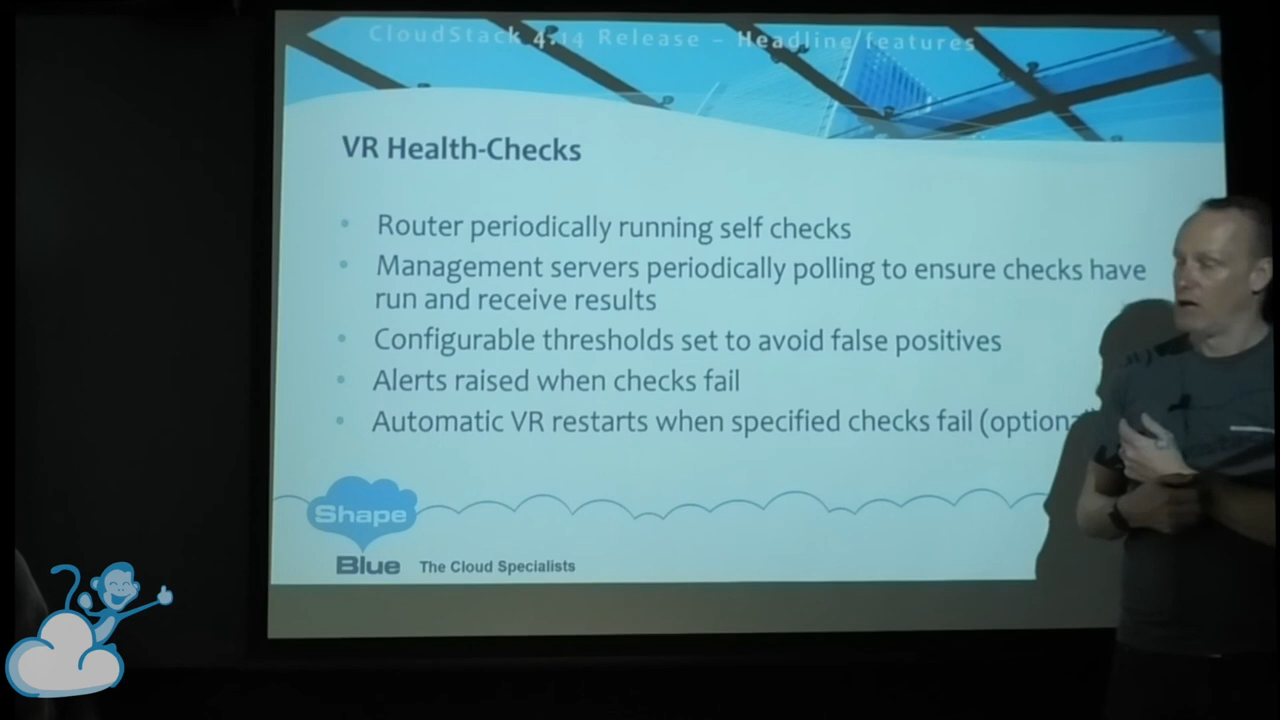 CloudStack 4.14 Release – Headline features
VR Health-Checks
• Router periodically running self checks
• Management servers periodically polling to ensure checks have
run and receive results
• Configurable thresholds set to avoid false positives
• Alerts raised when checks fail
• Automatic VR restarts when specified checks fail (optional
Shape
Blue The Cloud Specialists